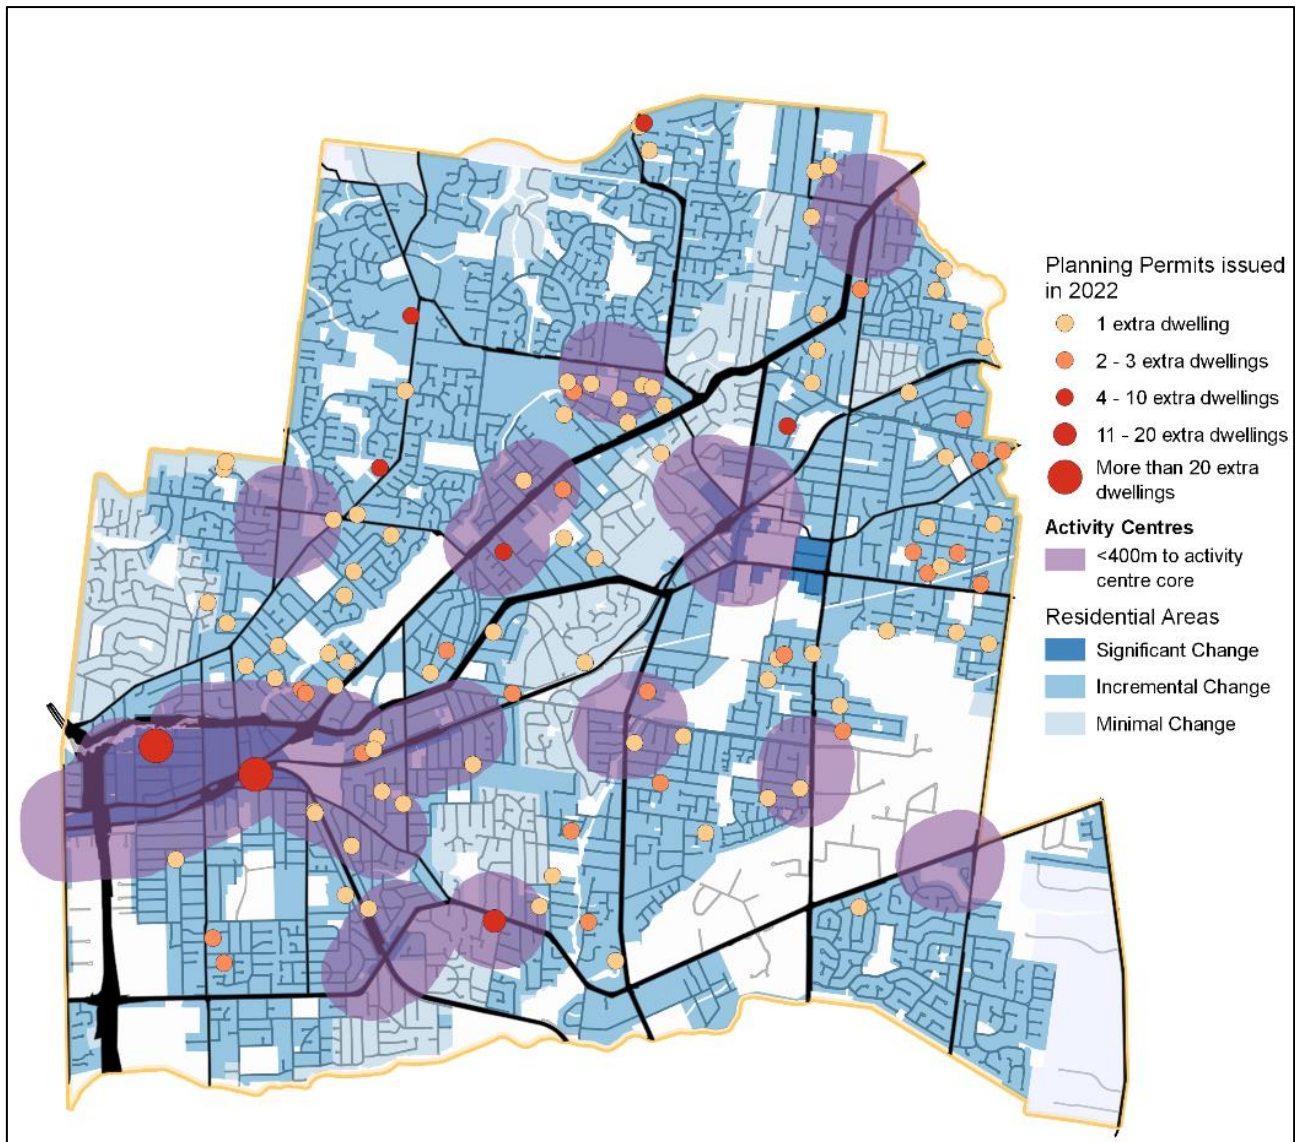 Planning Permits issued
in 2022
1 extra dwelling
2 - 3 extra dwellings
4 - 10 extra dwellings
11 - 20 extra dwellings
More than 20 extra
dwellings
Activity Centres
<400m to activity
centre core
Residential Areas
Significant Change
Incremental Change
Minimal Change